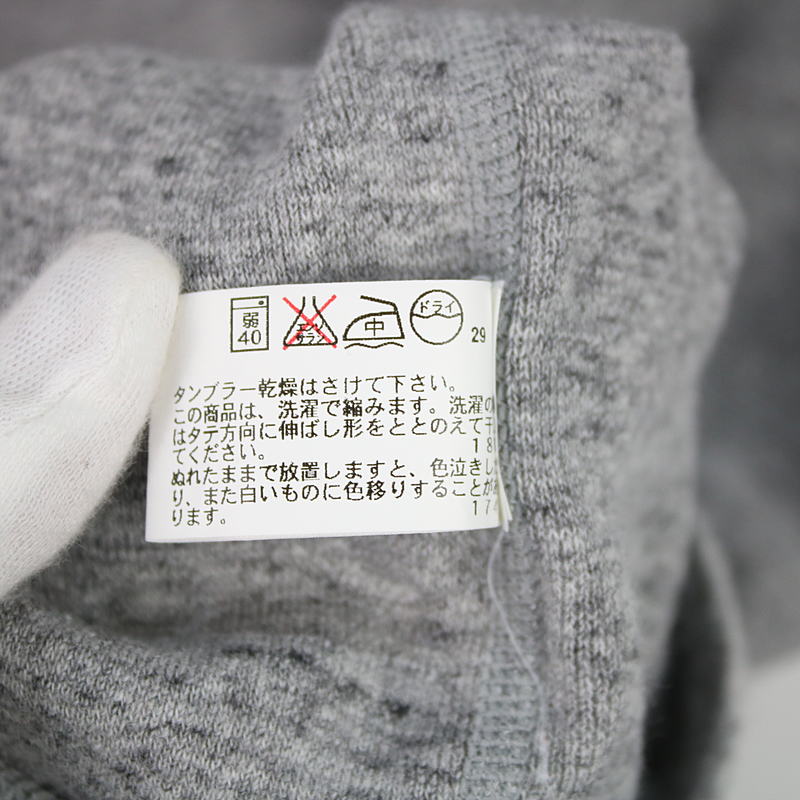 弱 エンソ 中 ドライ
40 サラシ 29
タンブラー乾燥はさけて下さい。
この商品は、洗濯で縮みます。洗濯の
はタテ方向に伸ばし形をととのえて干
てください。 18
ぬれたままで放置しますと、色泣きし
り、また白いものに色移りすることが
ります。 174